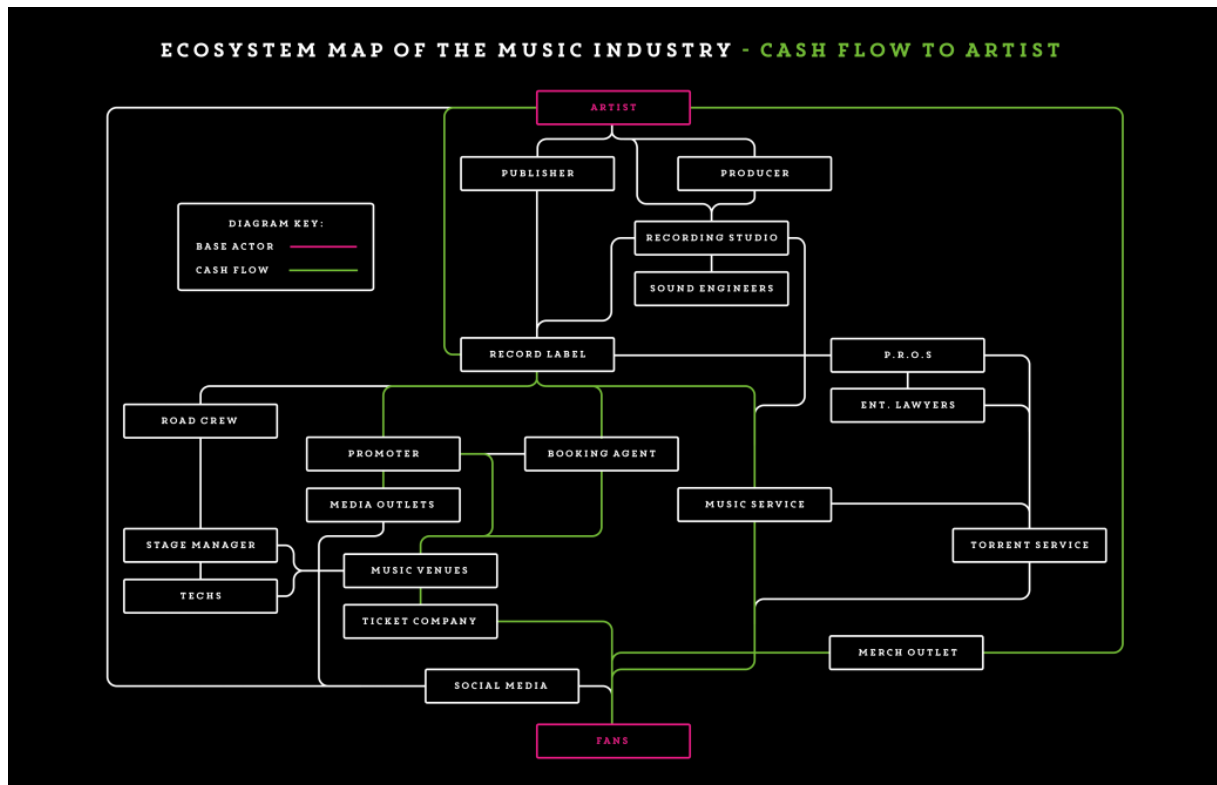 ECOSYSTEM MAP OF THE MUSIC INDUSTRY - CASH FLOW TO ARTIST
ARTIST
PUBLISHER
PRODUCER
DIAGRAM KEY:
BASE ACTOR
CASH FLOW
RECORDING STUDIO
SOUND ENGINEERS
RECORD LABEL
P.R.O.S
ENT. LAWYERS
ROAD CREW
PROMOTER
BOOKING AGENT
MEDIA OUTLETS
MUSIC SERVICE
STAGE MANAGER
TORRENT SERVICE
MUSIC VENUES
TECHS
TICKET COMPANY
MERCH OUTLET
SOCIAL MEDIA
FANS